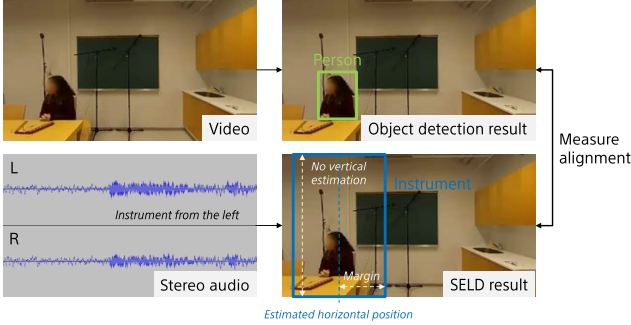 Person
Video
Object detection result
Measure
alignment
L
No vertical
estimation
Instrument
Instrument from the left
R
Margin
Stereo audio
SELD result
Estimated horizontal position